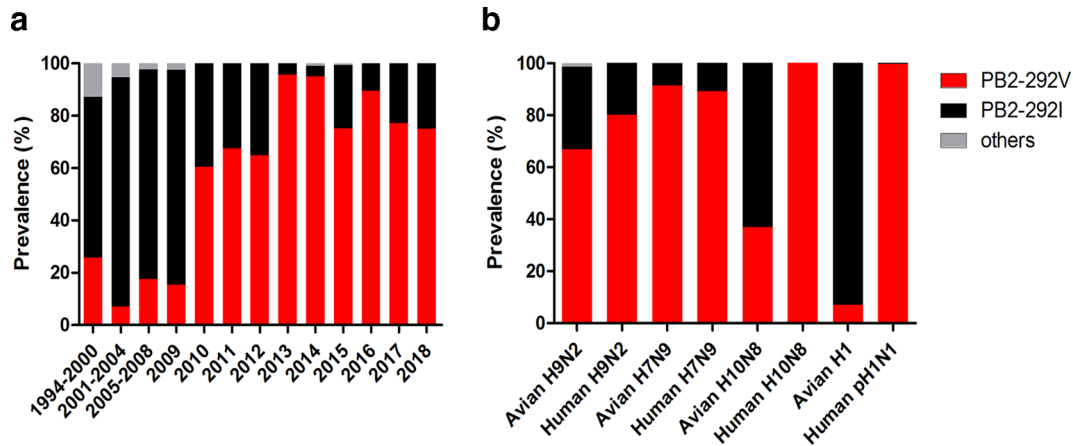 a
Prevalence (%)
100
80
60
40
20
0
1994-2000
2001-2004
2005-2008
2009
2010
2011
2012
2013
2014
2015
2016
2017
2018
b
Prevalence (%)
100
80
60
40
20
0
Avian H9N2
Human H9N2
Avian H7N9
Human H7N9
Avian H10N8
Human H10N8
Avian H1
Human pH1N1
PB2-292V
PB2-292I
others